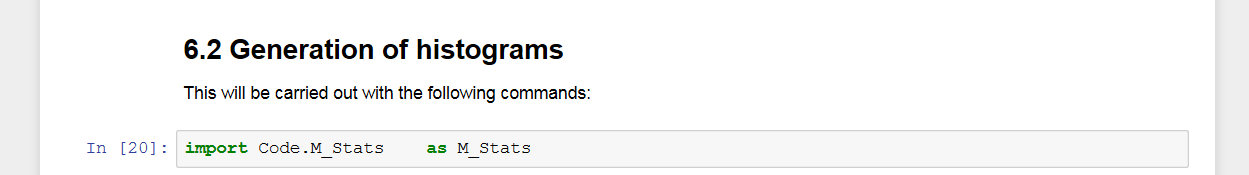 6.2 Generation of histograms
This will be carried out with the following commands:
In [20]: import Code.M_Stats    as M_Stats